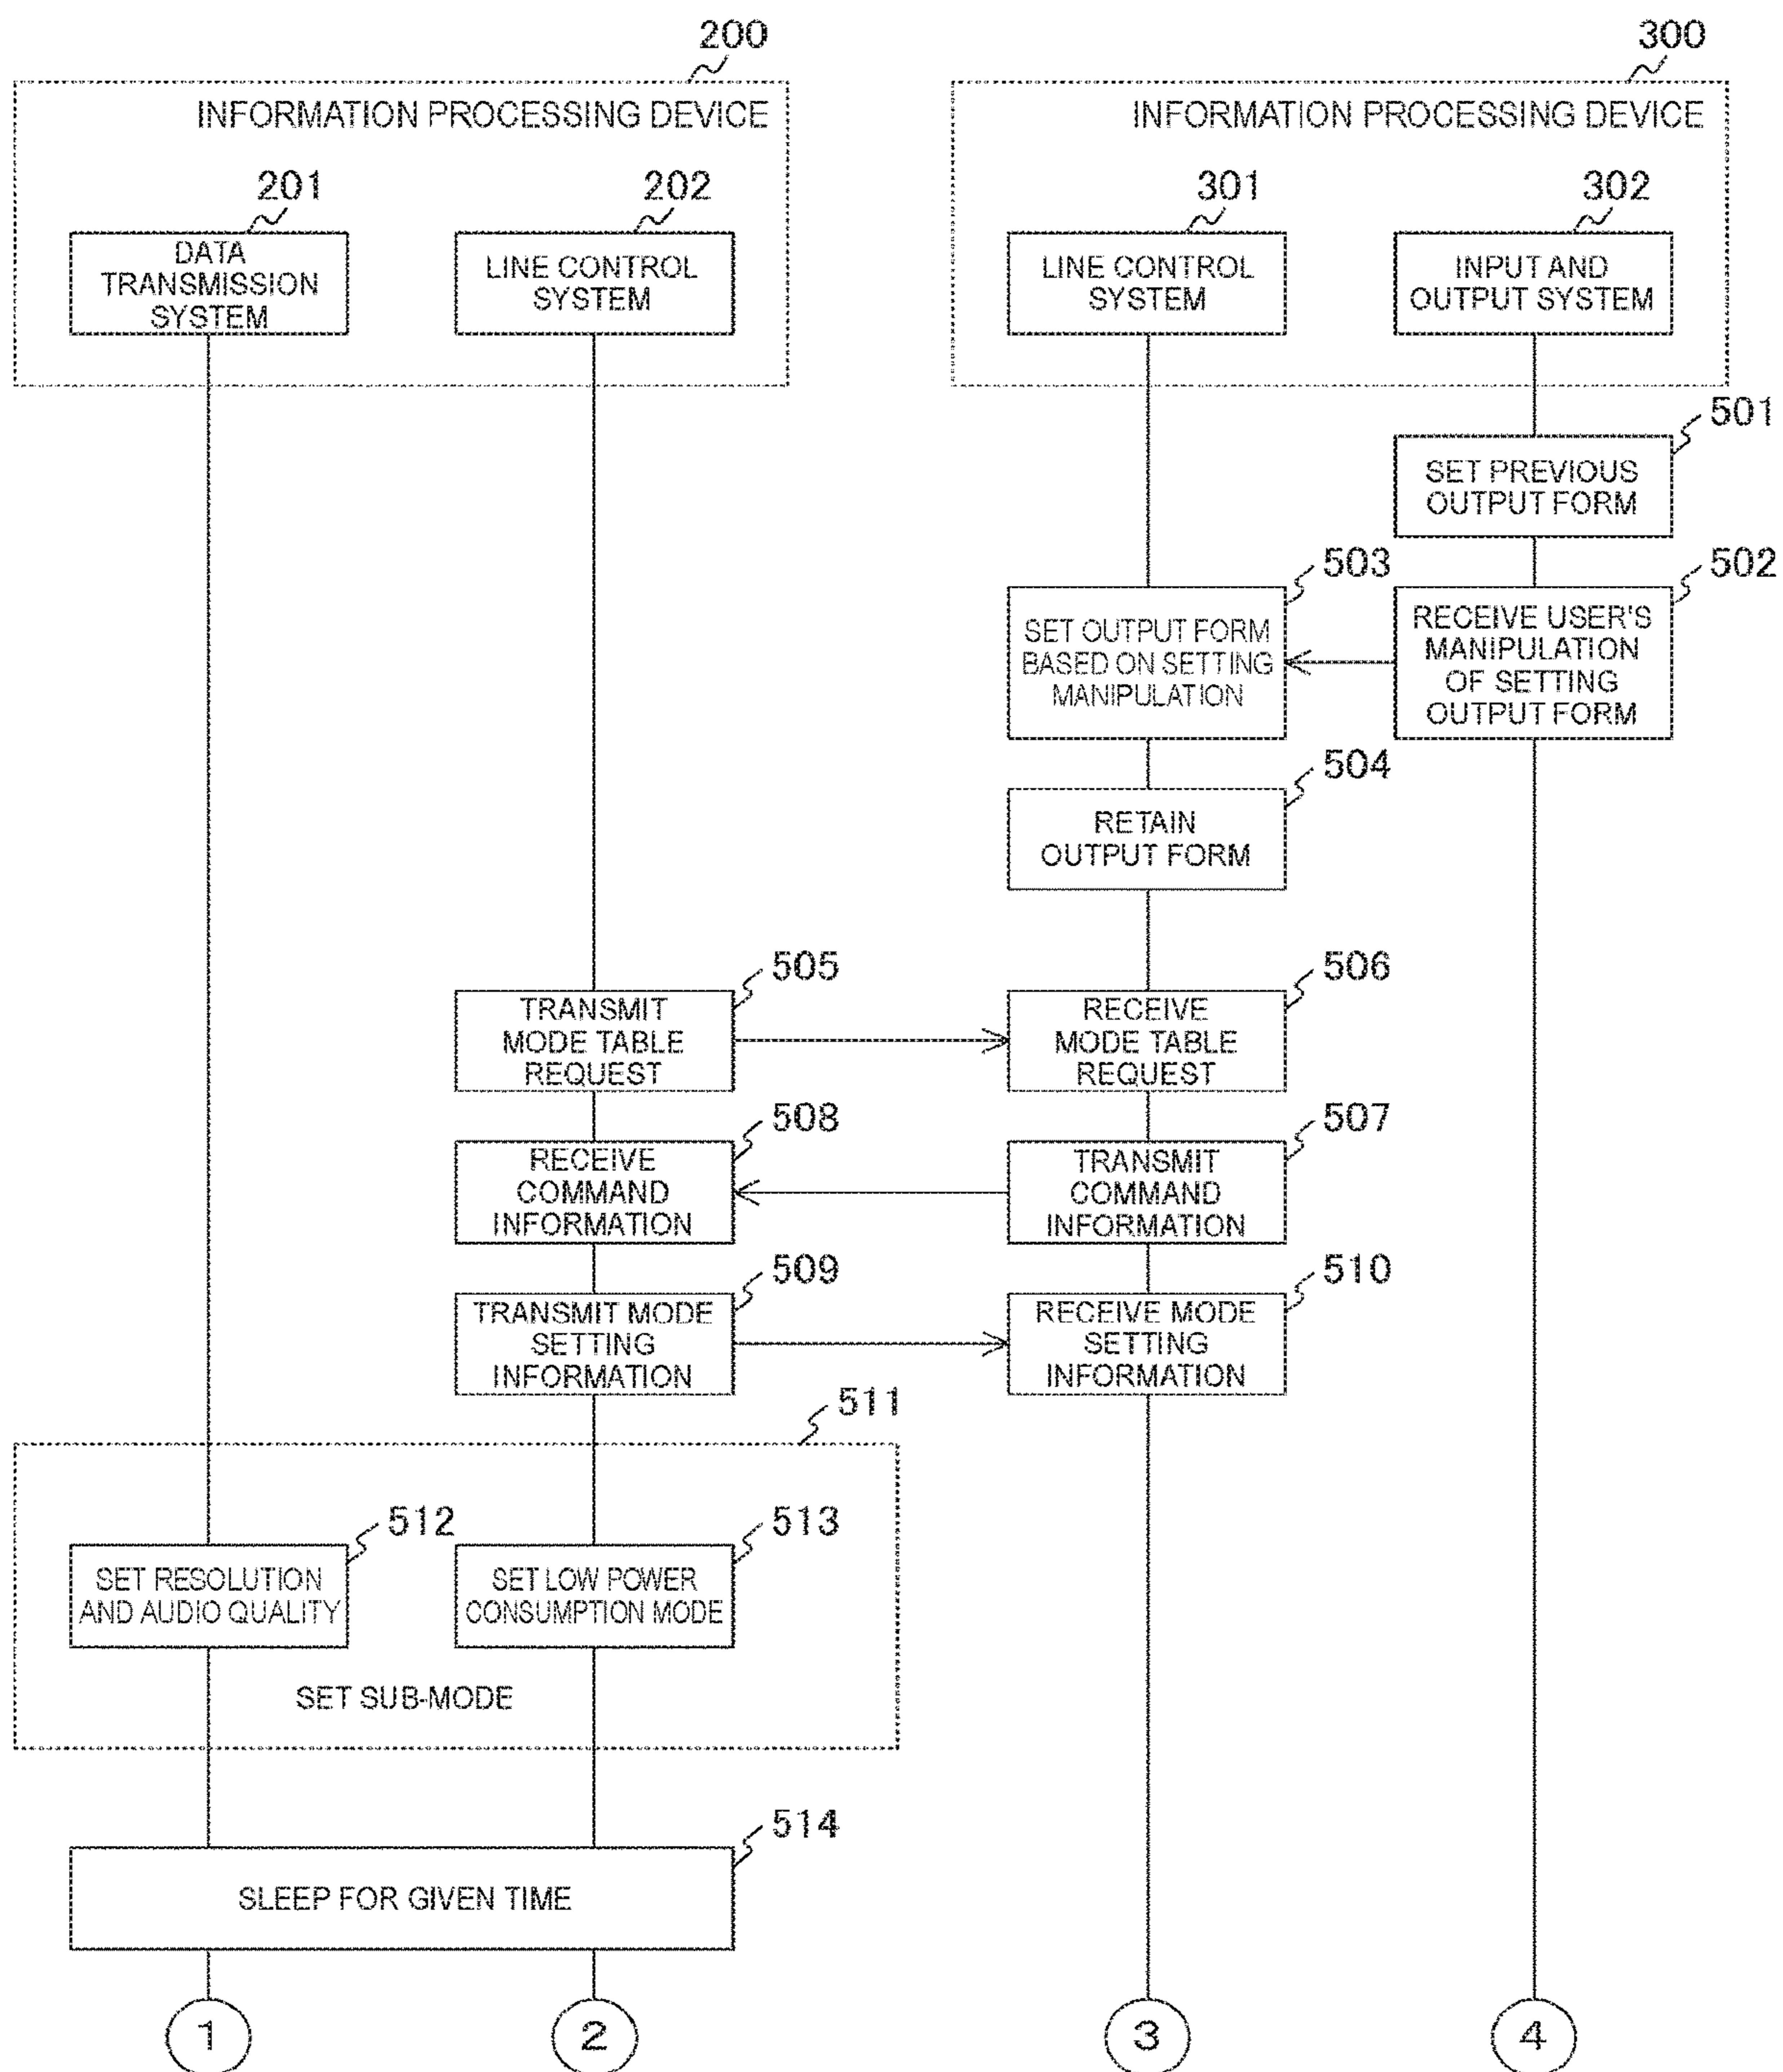 200
300
INFORMATION PROCESSING DEVICE
INFORMATION PROCESSING DEVICE
201
202
301
302
DATA
TRANSMISSION
SYSTEM
LINE CONTROL
SYSTEM
LINE CONTROL
SYSTEM
INPUT AND
OUTPUT SYSTEM
501
SET PREVIOUS
OUTPUT FORM
503
502
SET OUTPUT FORM
BASED ON SETTING
MANIPULATION
RECEIVE USER'S
MANIPULATION
OF SETTING
OUTPUT FORM
504
RETAIN
OUTPUT FORM
505
506
TRANSMIT
MODE TABLE
REQUEST
RECEIVE
MODE TABLE
REQUEST
508
507
RECEIVE
COMMAND
INFORMATION
TRANSMIT
COMMAND
INFORMATION
509
510
TRANSMIT MODE
SETTING
INFORMATION
RECEIVE MODE
SETTING
INFORMATION
511
512
513
SET RESOLUTION
AND AUDIO QUALITY
SET LOW POWER
CONSUMPTION MODE
SET SUB-MODE
514
SLEEP FOR GIVEN TIME
1
2
3
4